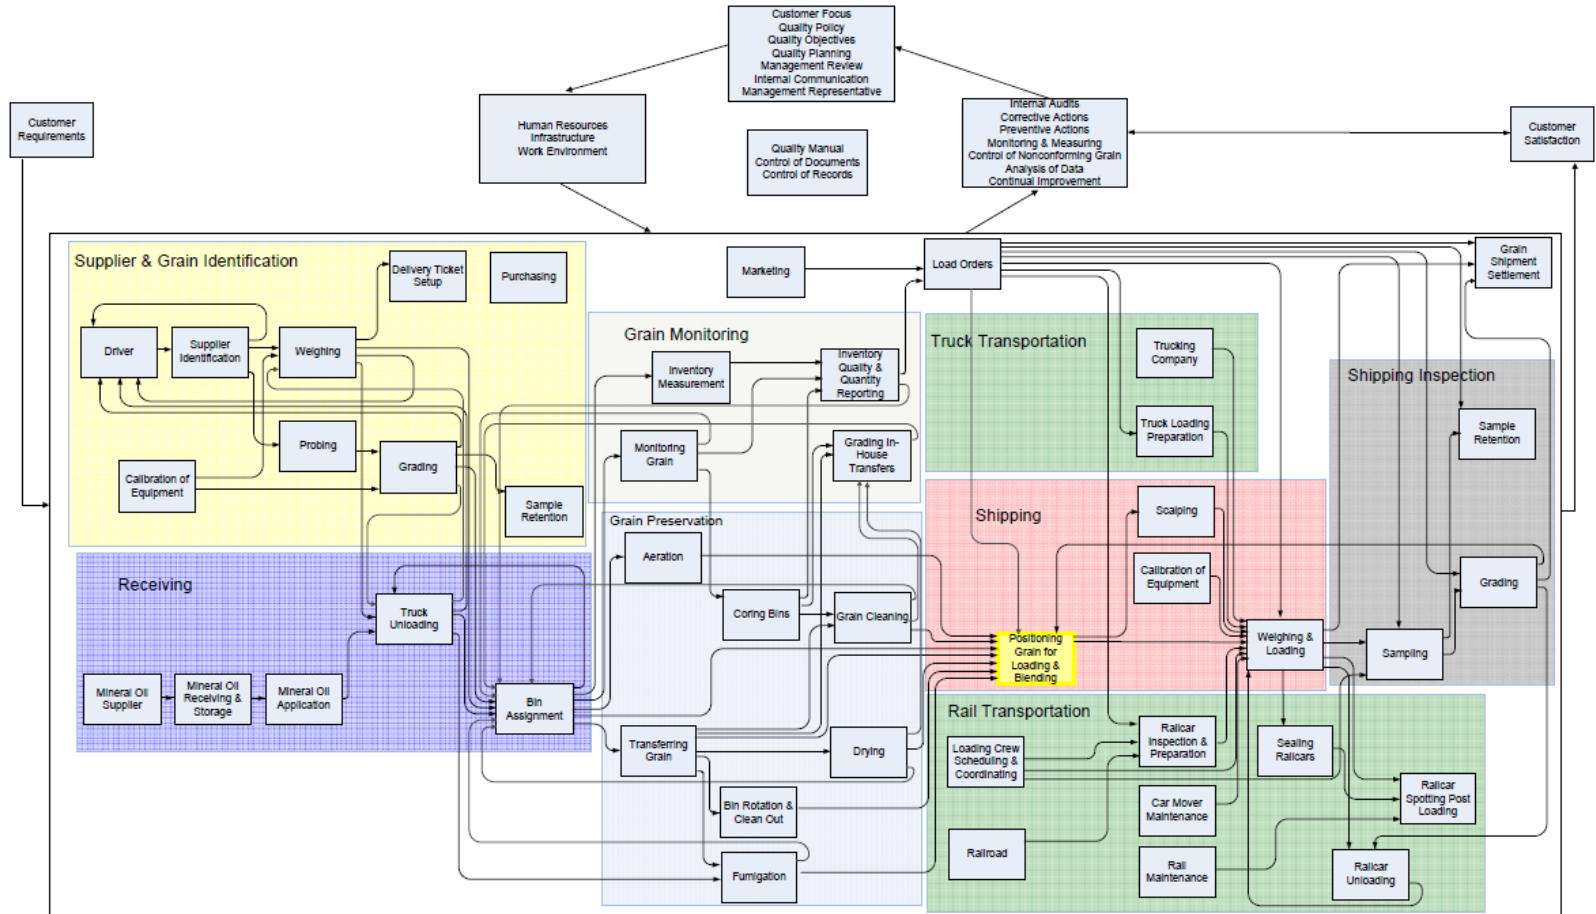 Customer Focus
Quality Policy
Quality Objectives
Quality Planning
Management Review
Internal Communication
Management Representative
Customer
Requirements
Human Resources
Infrastructure
Work Environment
Quality Manual
Control of Documents
Control of Records
Internal Audits
Corrective Actions
Preventive Actions
Monitoring & Measuring
Control of Nonconforming Grain
Analysis of Data
Continual Improvement
Customer
Satisfaction
Supplier & Grain Identification
Delivery Ticket
Setup
Purchasing
Driver
Supplier
Identification
Weighing
Probing
Grading
Calibration of
Equipment
Sample
Retention
Marketing
Load Orders
Grain
Shipment
Settlement
Grain Monitoring
Inventory
Measurement
Inventory
Quality &
Quantity
Reporting
Monitoring
Grain
Grading In-
House
Transfers
Truck Transportation
Trucking
Company
Truck Loading
Preparation
Shipping Inspection
Sample
Retention
Grading
Sampling
Receiving
Truck
Unloading
Mineral Oil
Supplier
Mineral Oil
Receiving &
Storage
Mineral Oil
Application
Bin
Assignment
Grain Preservation
Aeration
Coring Bins
Grain Cleaning
Transferring
Grain
Drying
Bin Rotation &
Clean Out
Fumigation
Shipping
Scalping
Calibration of
Equipment
Positioning
Grain for
Loading &
Blending
Weighing &
Loading
Rail Transportation
Loading Crew
Scheduling &
Coordinating
Railcar
Inspection &
Preparation
Sealing
Railcars
Railcar
Spotting Post
Loading
Car Mover
Maintenance
Railroad
Rail
Maintenance
Railcar
Unloading